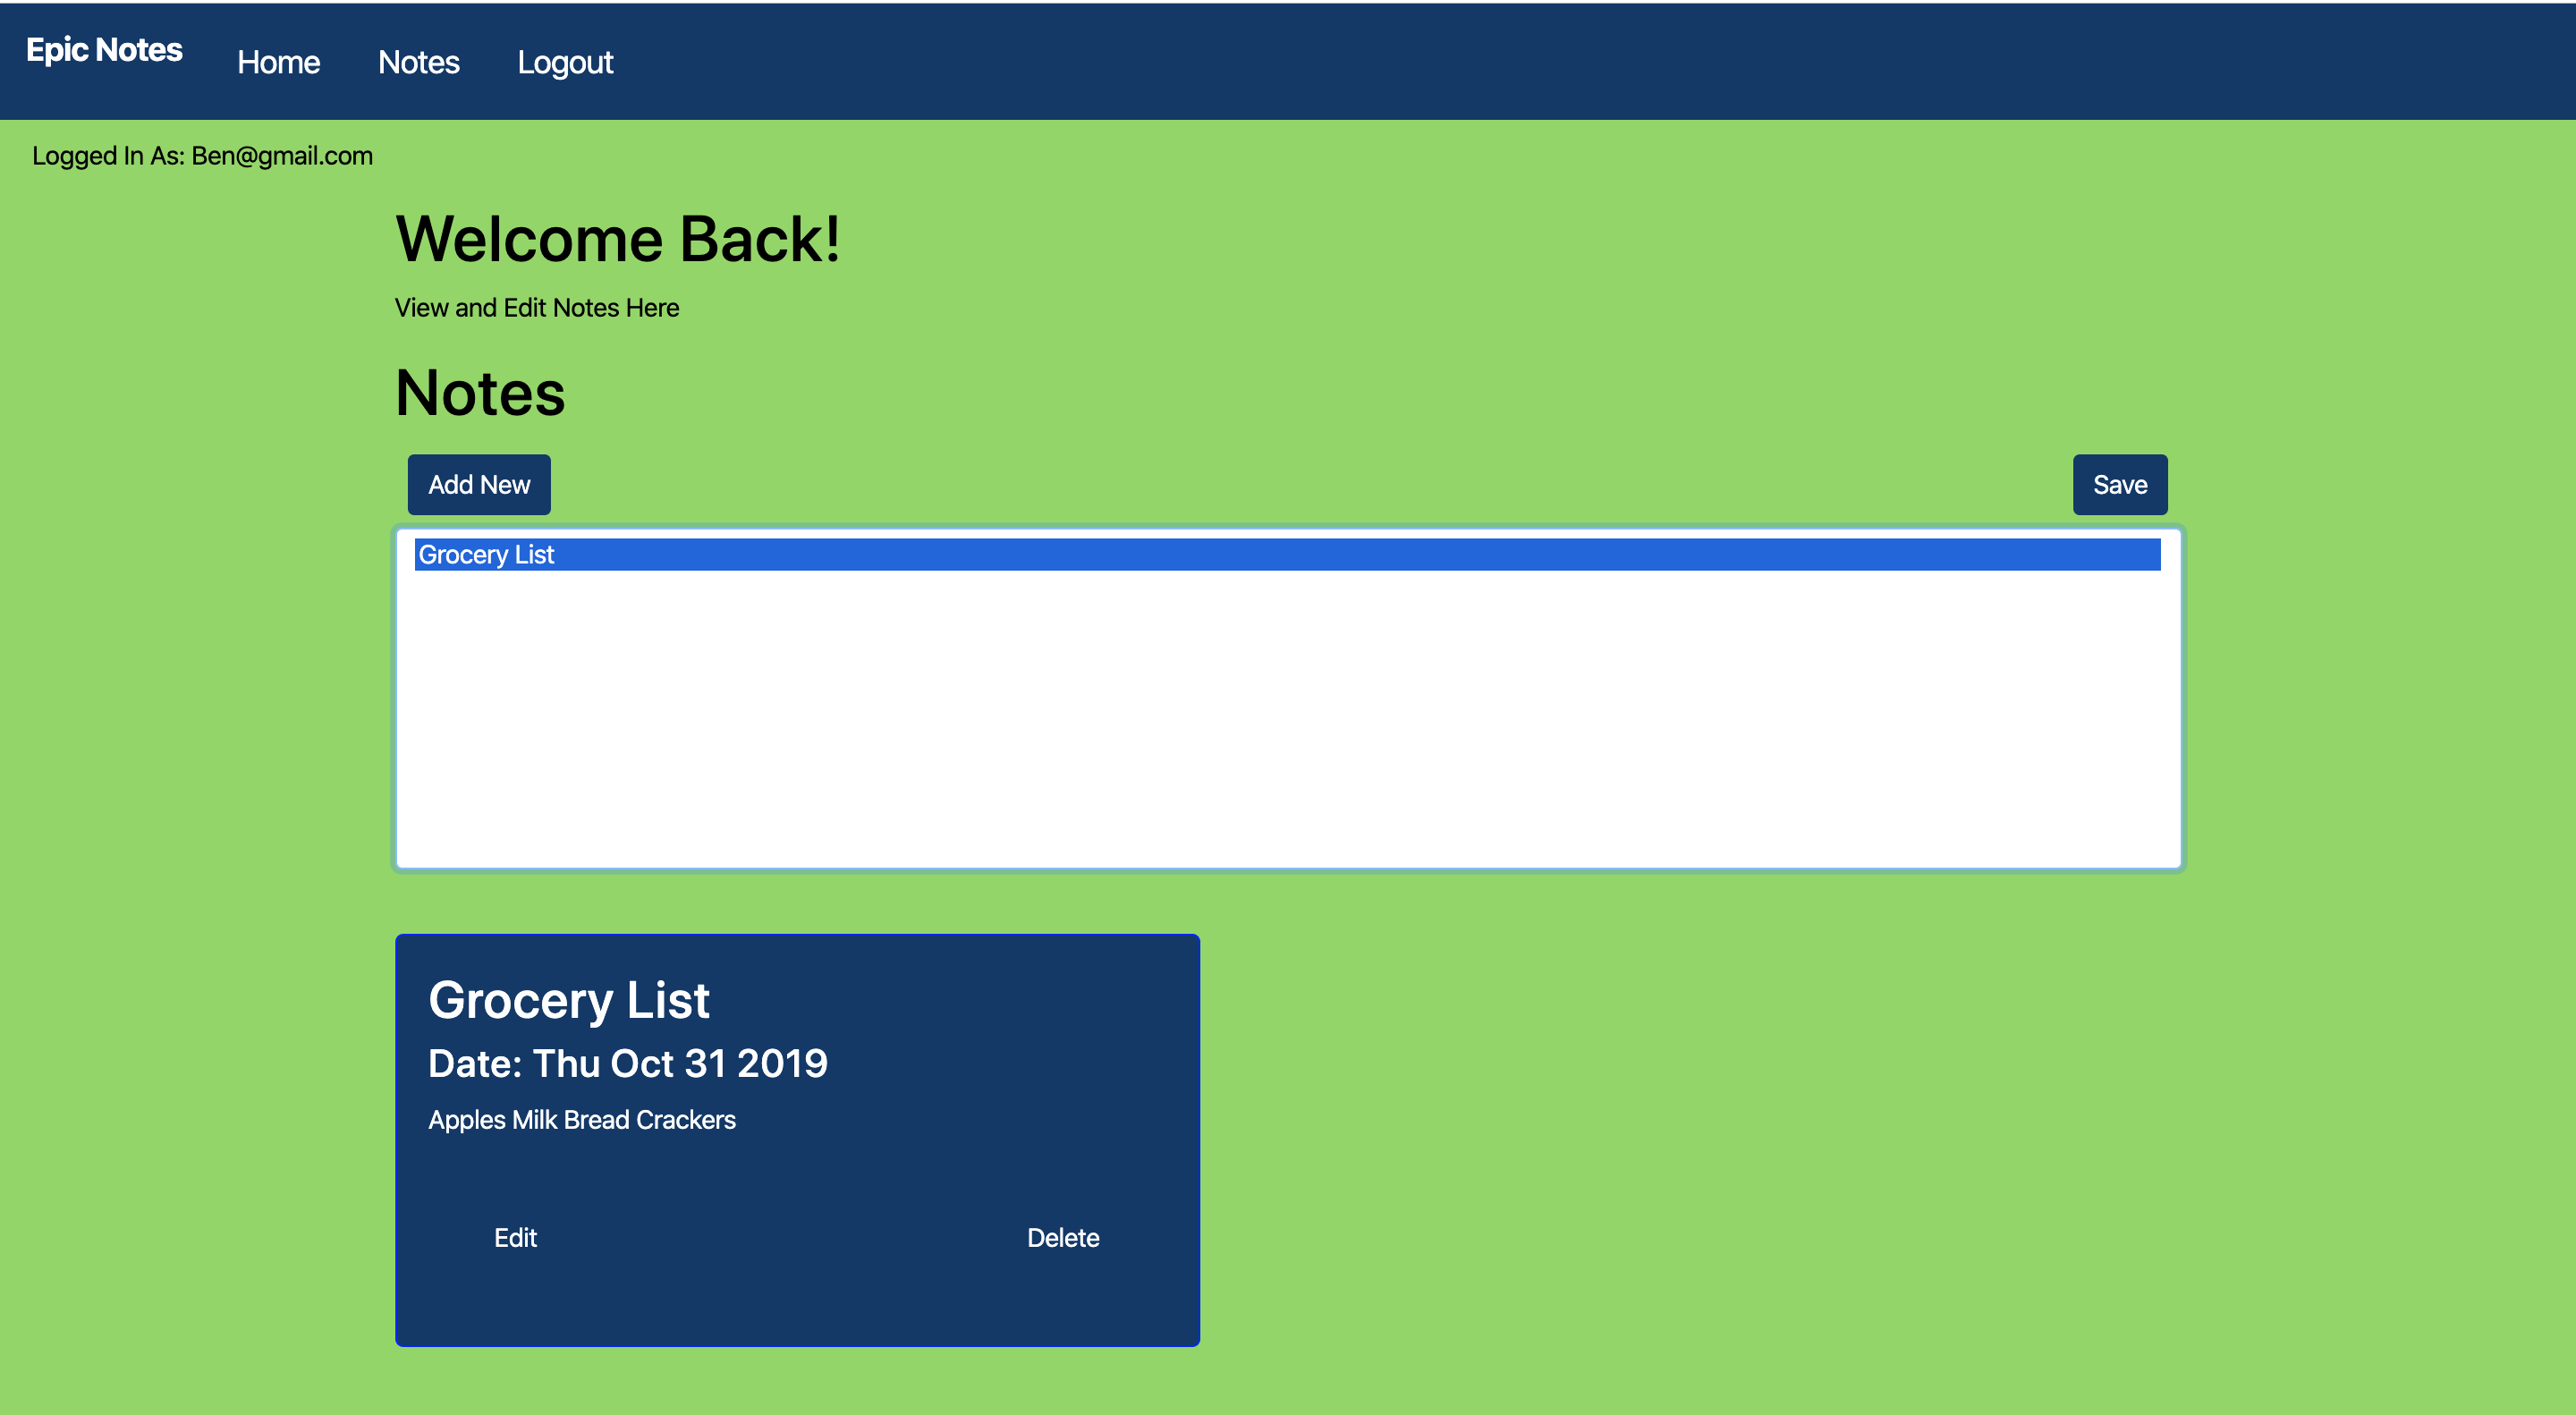 Epic Notes Home Notes Logout
Logged In As: Ben@gmail.com
Welcome Back!
View and Edit Notes Here
Notes
Add New Save
Grocery List
Grocery List
Date: Thu Oct 31 2019
Apples Milk Bread Crackers
Edit Delete